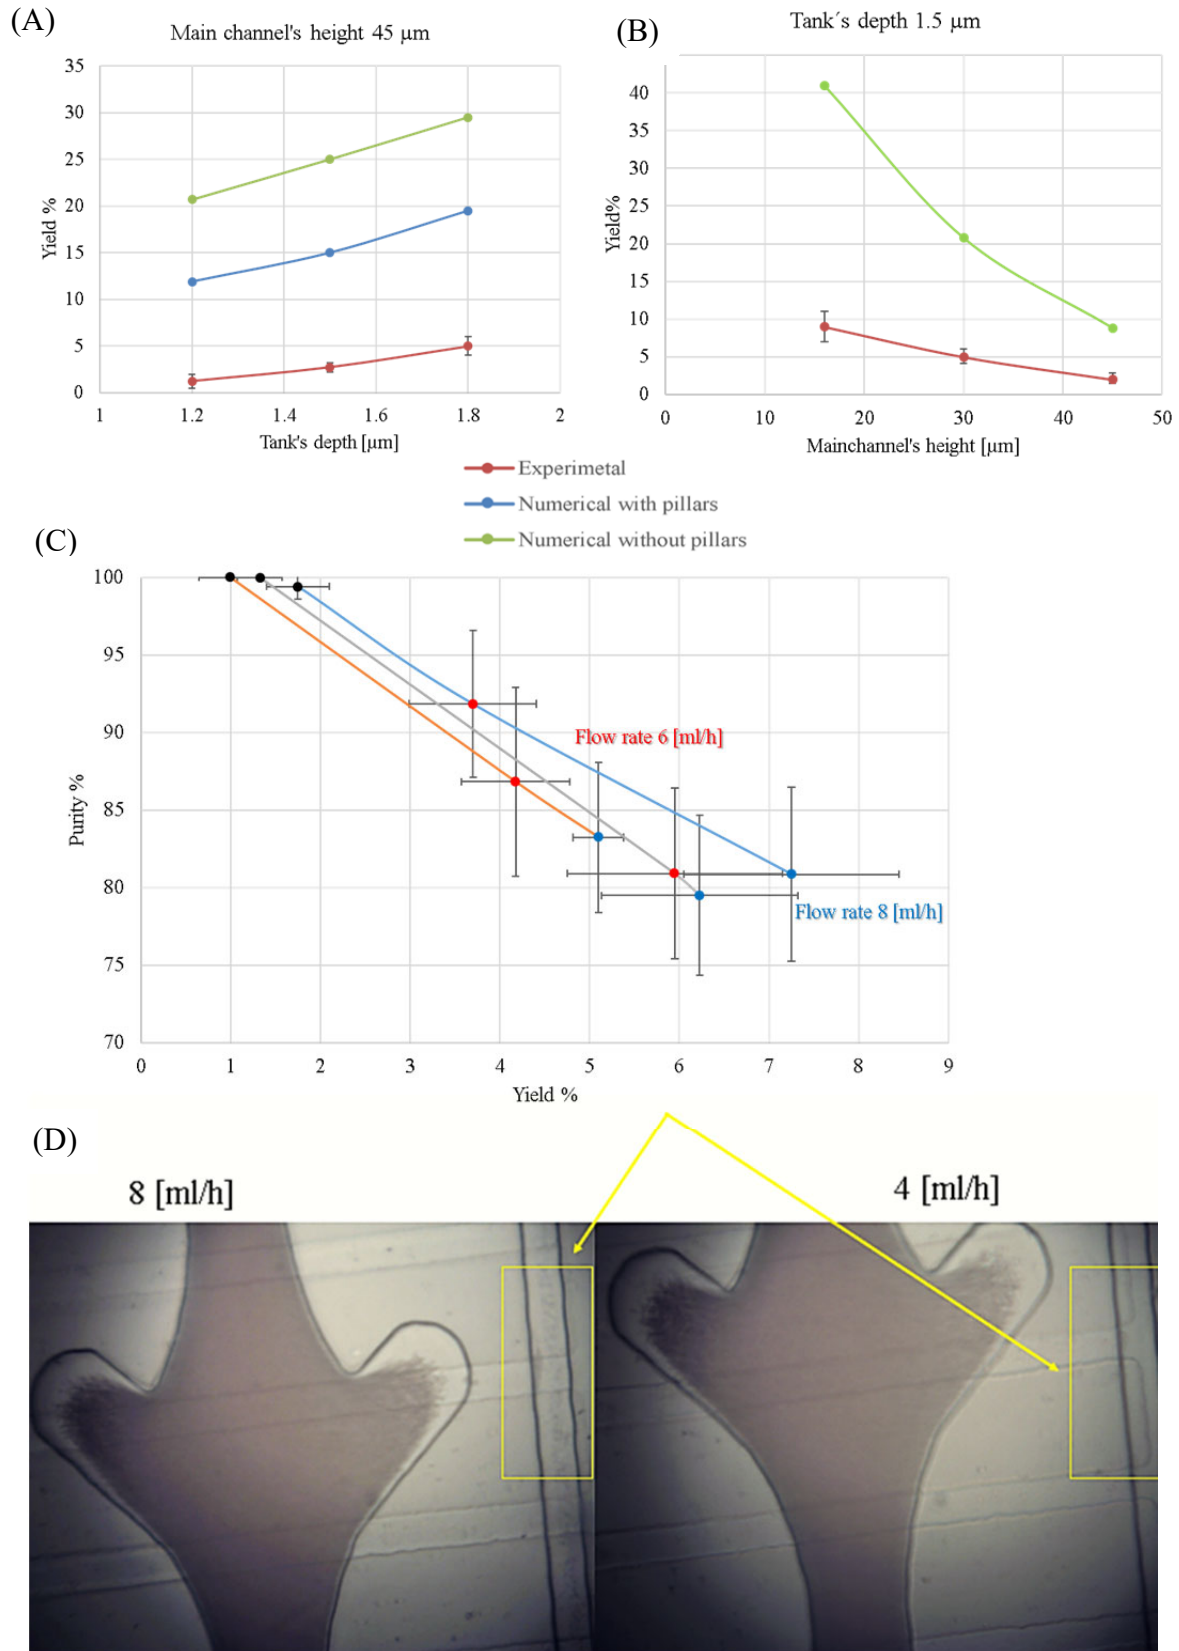 (A)
Main channel's height 45 µm
35
30
25
20
15
10
5
0
Yield %
1
1.2
1.4
1.6
1.8
2
Tank's depth [µm]
(B)
Tank´s depth 1.5 µm
40
35
30
25
20
15
10
5
0
Yield%
0
10
20
30
40
50
Mainchannel's height [µm]
Experimetal
Numerical with pillars
Numerical without pillars
(C)
100
95
90
85
80
75
70
Purity %
Flow rate 6 [ml/h]
Flow rate 8 [ml/h]
0
1
2
3
4
5
6
7
8
9
Yield %
(D)
8 [ml/h]
4 [ml/h]